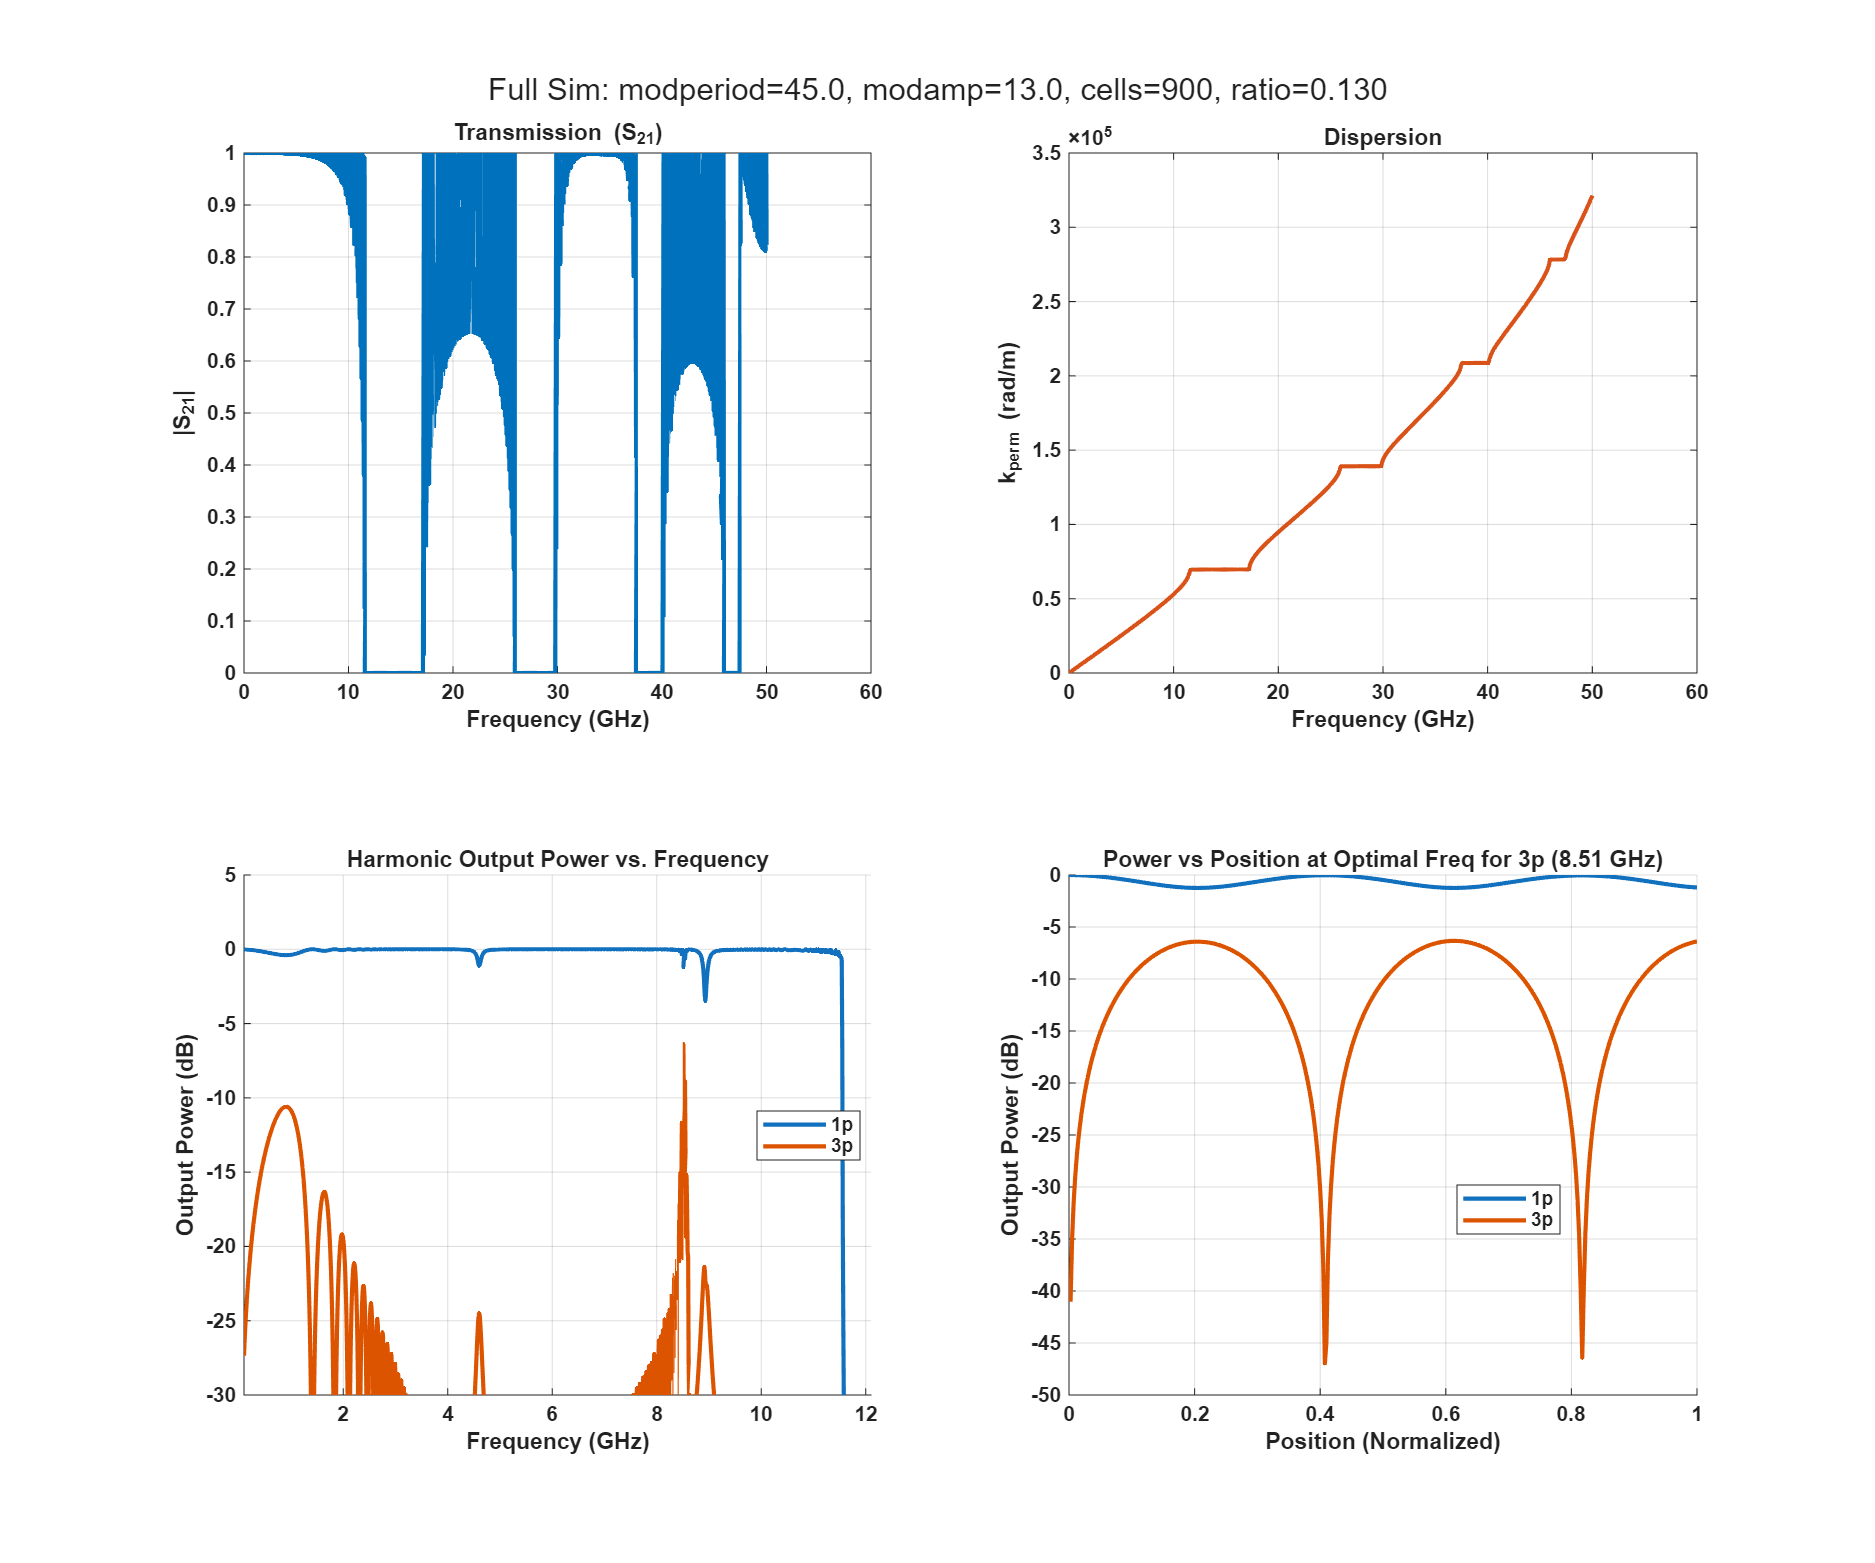 Full Sim: modperiod=45.0, modamp=13.0, cells=900, ratio=0.130
Transmission (S21)
1
0.9
0.8
0.7
0.6
0.5
0.4
0.3
0.2
0.1
0
|S21|
0 10 20 30 40 50 60
Frequency (GHz)
×10^5
Dispersion
3.5
3
2.5
2
1.5
1
0.5
0
kperm (rad/m)
0 10 20 30 40 50 60
Frequency (GHz)
Harmonic Output Power vs. Frequency
5
0
-5
-10
-15
-20
-25
-30
Output Power (dB)
1p
3p
2 4 6 8 10 12
Frequency (GHz)
Power vs Position at Optimal Freq for 3p (8.51 GHz)
0
-5
-10
-15
-20
-25
-30
-35
-40
-45
-50
Output Power (dB)
1p
3p
0 0.2 0.4 0.6 0.8 1
Position (Normalized)